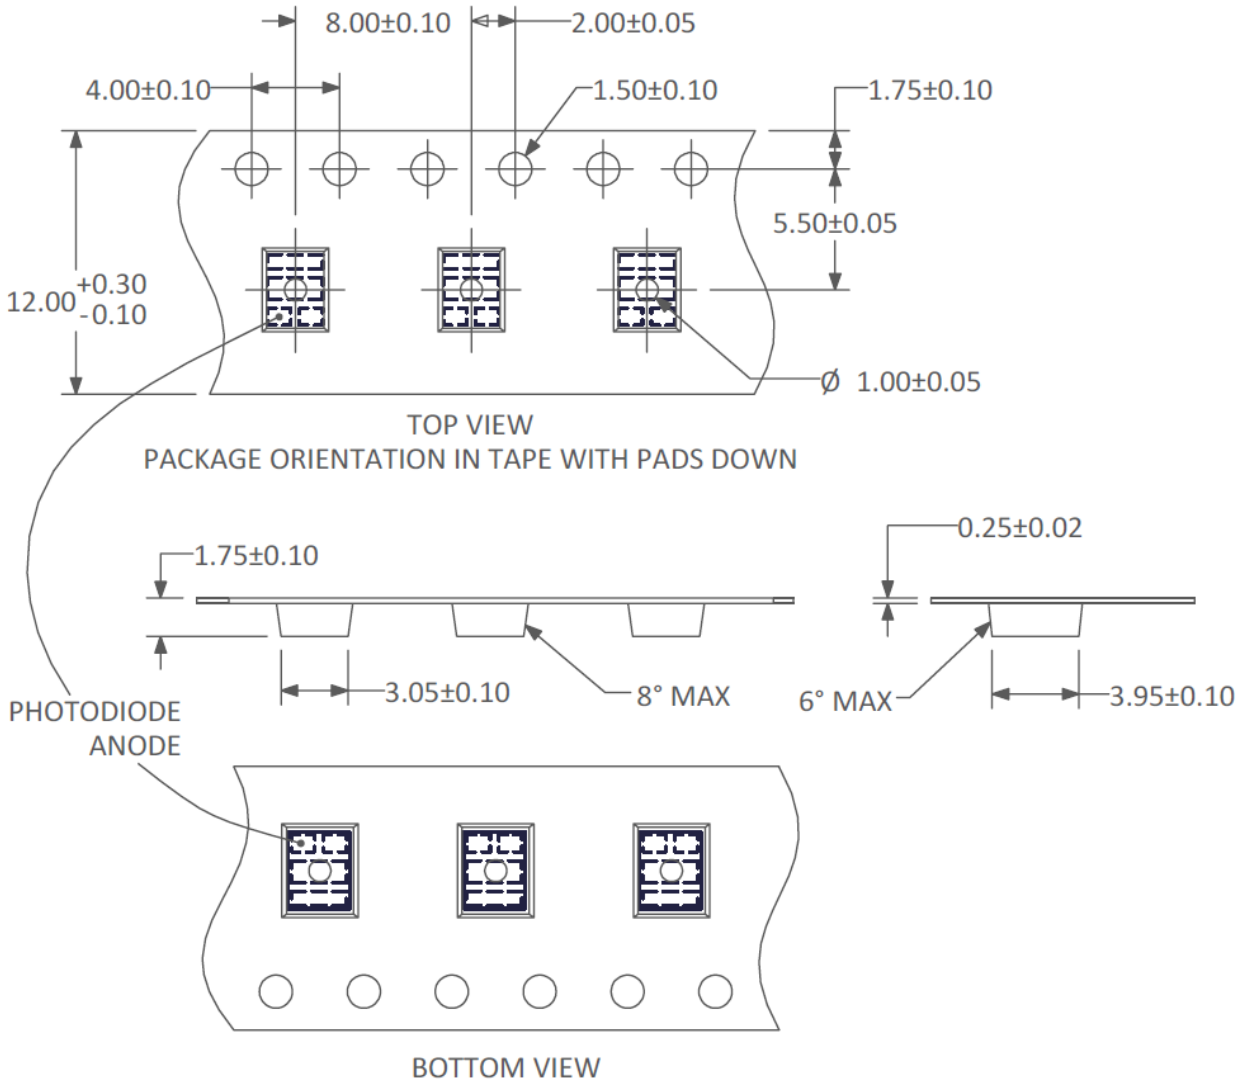 8.00±0.10
2.00±0.05
4.00±0.10
1.50±0.10
1.75±0.10
5.50±0.05
12.00 +0.30
-0.10
Ø 1.00±0.05
TOP VIEW
PACKAGE ORIENTATION IN TAPE WITH PADS DOWN
1.75±0.10
0.25±0.02
3.05±0.10
8° MAX
6° MAX
3.95±0.10
PHOTODIODE
ANODE
BOTTOM VIEW